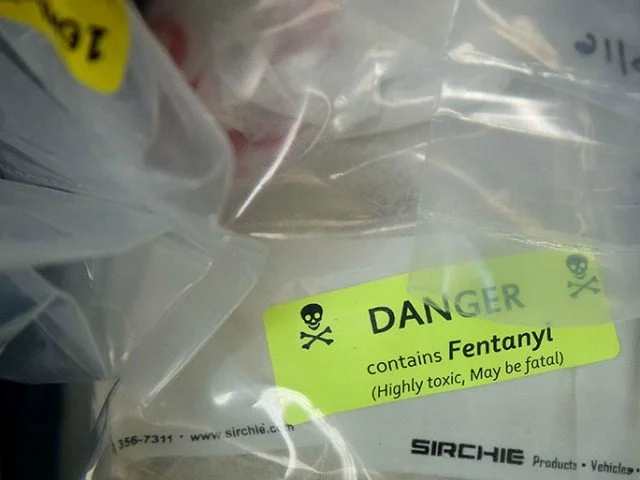 DANGER
contains Fentanyl
(Highly toxic, May be fatal)
356-7311 · www.sirchie.com
SIRCHIE Products · Vehicles ·